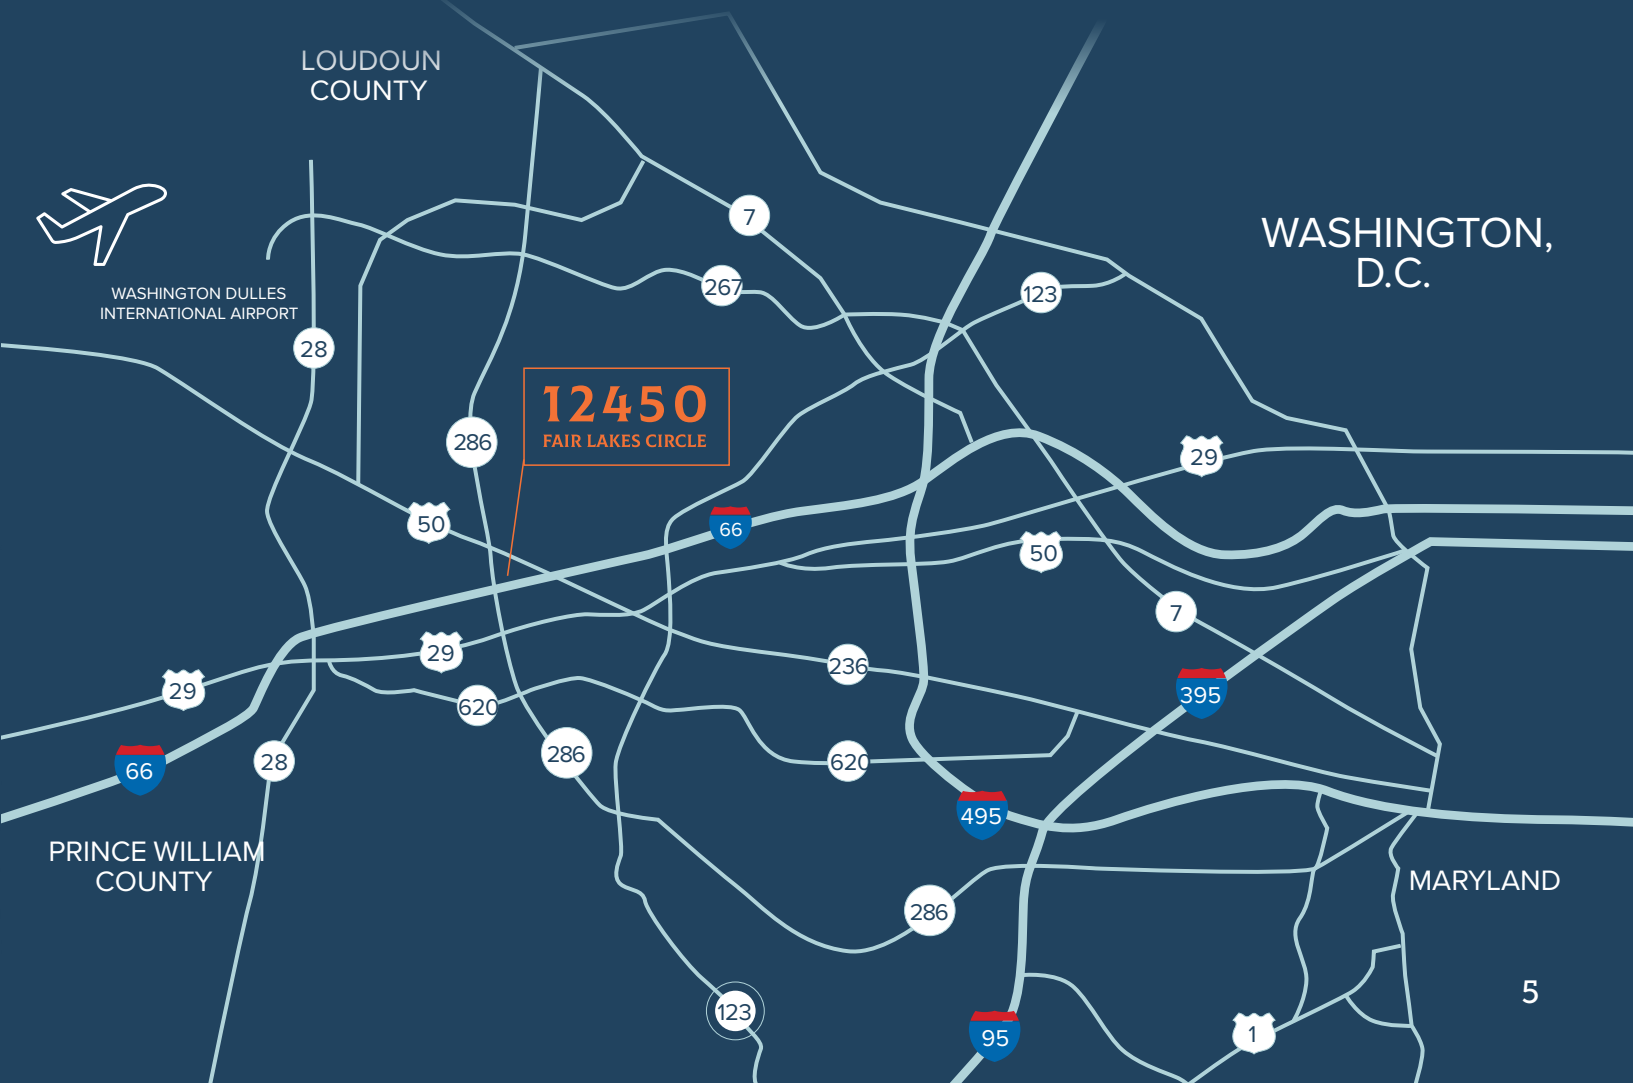 LOUDOUN
COUNTY
7
WASHINGTON,
D.C.
267
123
WASHINGTON DULLES
INTERNATIONAL AIRPORT
28
12450
FAIR LAKES CIRCLE
286
29
50
66
50
7
29
236
29
395
620
286
620
66
28
495
PRINCE WILLIAM
COUNTY
MARYLAND
286
5
123
95
1